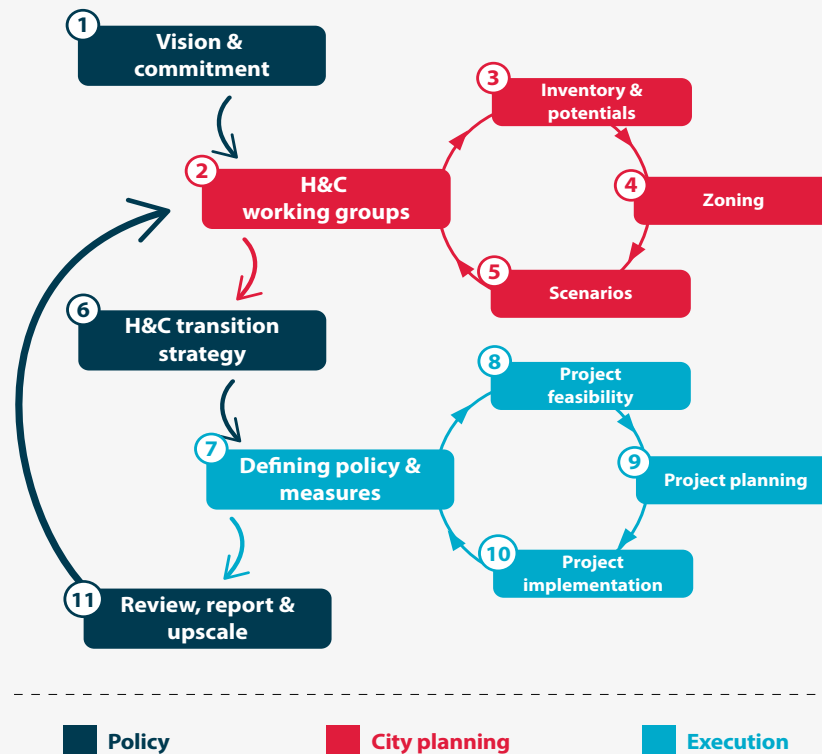 1
Vision &
commitment
2
H&C
working groups
3
Inventory &
potentials
4
Zoning
5
Scenarios
6
H&C transition
strategy
7
Defining policy &
measures
8
Project
feasibility
9
Project planning
10
Project
implementation
11
Review, report &
upscale
Policy
City planning
Execution